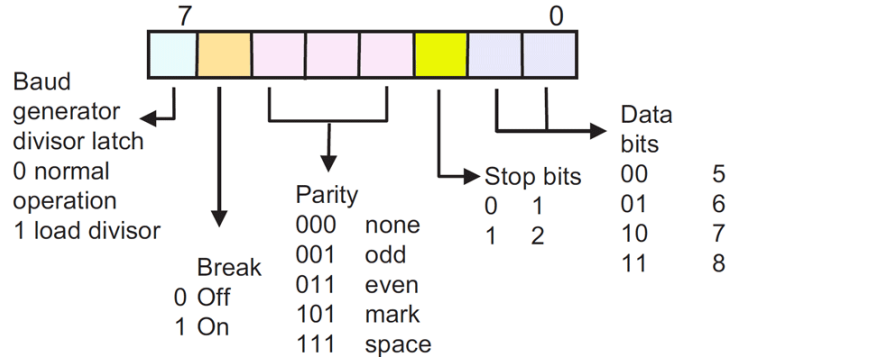 7 0
Baud
generator
divisor latch
0 normal
operation
1 load divisor
Break
0 Off
1 On
Parity
000 none
001 odd
011 even
101 mark
111 space
Stop bits
0 1
1 2
Data
bits
00 5
01 6
10 7
11 8